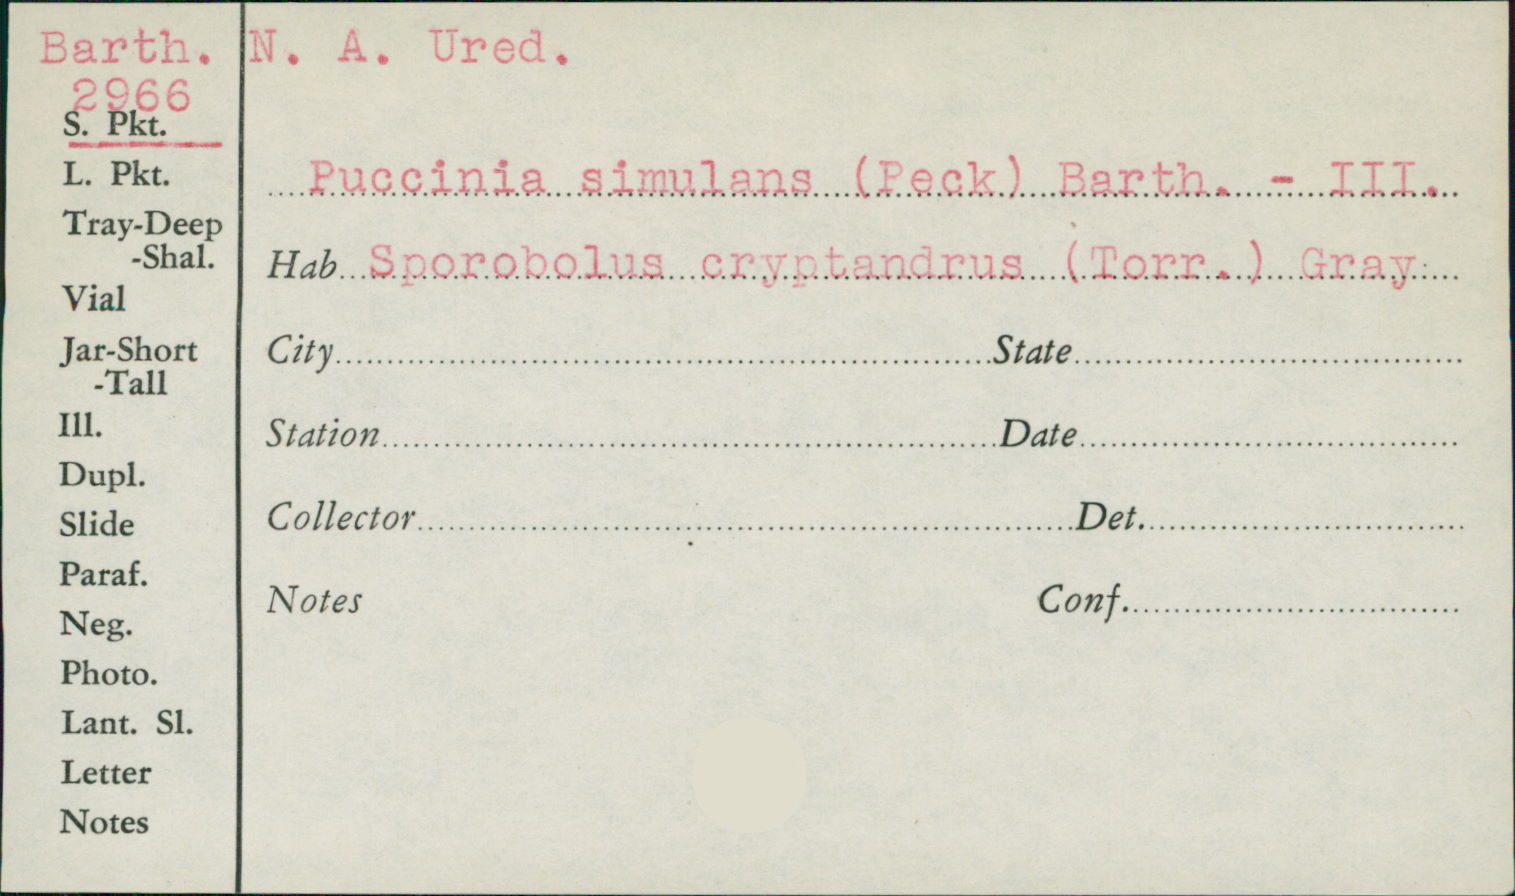 Barth. N. A. Ured.
2966
S. Pkt.
L. Pkt.
Puccinia simulans (Peck) Barth. - III.
Tray-Deep
-Shal.
Hab Sporobolus cryptandrus (Torr.) Gray
Vial
Jar-Short
-Tall
City State
Ill.
Station Date
Dupl.
Slide
Collector Det.
Paraf.
Notes Conf.
Neg.
Photo.
Lant. Sl.
Letter
Notes